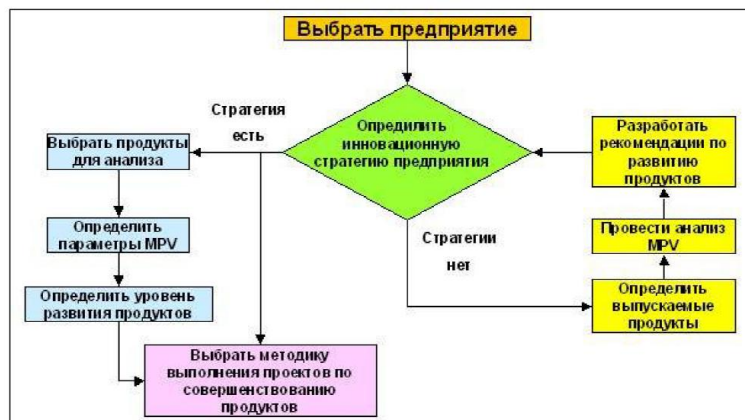 Выбрать предприятие
Стратегия
есть
Опредилить
инновационную
стратегию предприятия
Разработать
рекомендации по
развитию
продуктов
Выбрать продукты
для анализа
Определить
параметры MPV
Стратегии
нет
Провести анализ
MPV
Определить уровень
развития продуктов
Определить
выпускаемые
продукты
Выбрать методику
выполнения проектов по
совершенствованию
продуктов